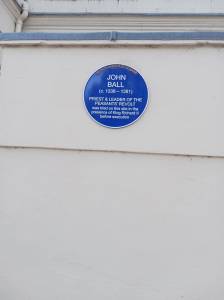 JOHN
BALL
(c. 1338 – 1381)
PRIEST & LEADER OF THE
PEASANTS' REVOLT
was tried on this site in the
presence of King Richard II
before execution